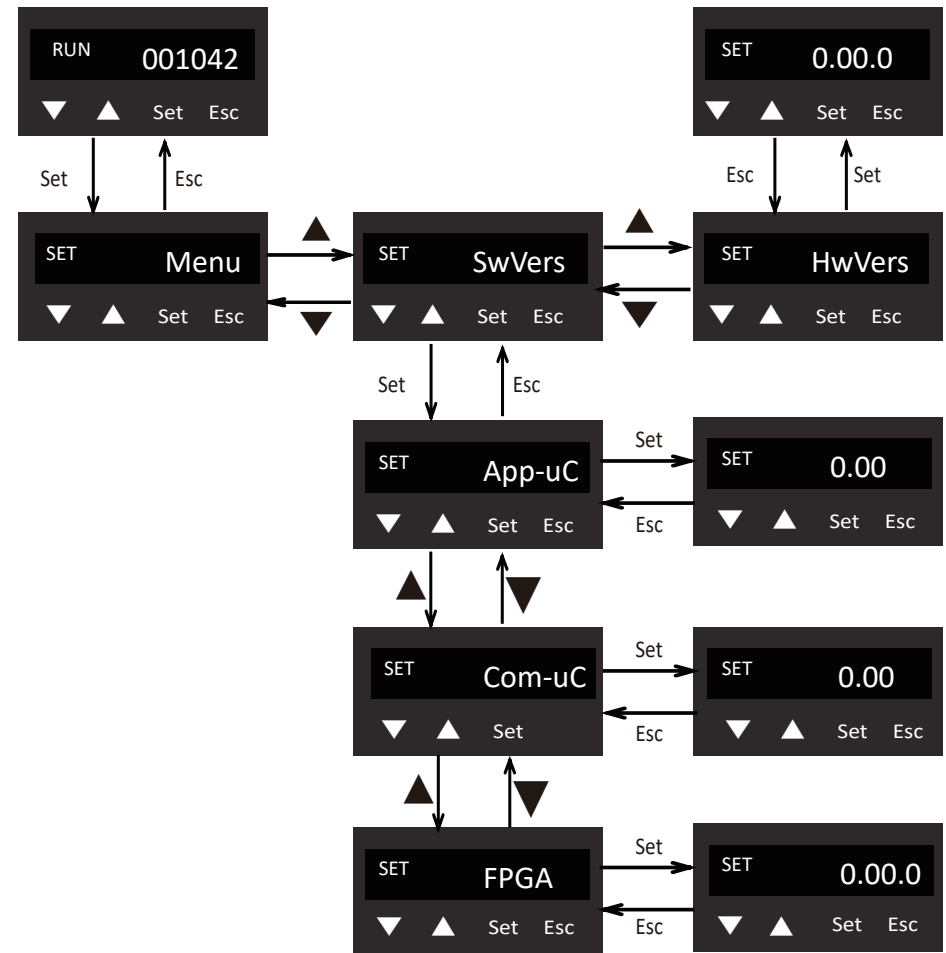 RUN 001042
▼ ▲ Set Esc
SET 0.00.0
▼ ▲ Set Esc
Set Esc
Esc Set
SET Menu
▼ ▲ Set Esc
▲
▼
SET SwVers
▼ ▲ Set Esc
▲
▼
SET HwVers
▼ ▲ Set Esc
Set Esc
SET App-uC
▼ ▲ Set Esc
Set
Esc
SET 0.00
▼ ▲ Set Esc
▲ ▼
SET Com-uC
▼ ▲ Set
Set
Esc
SET 0.00
▼ ▲ Set Esc
▲ ▼
SET FPGA
▼ ▲ Set Esc
Set
Esc
SET 0.00.0
▼ ▲ Set Esc